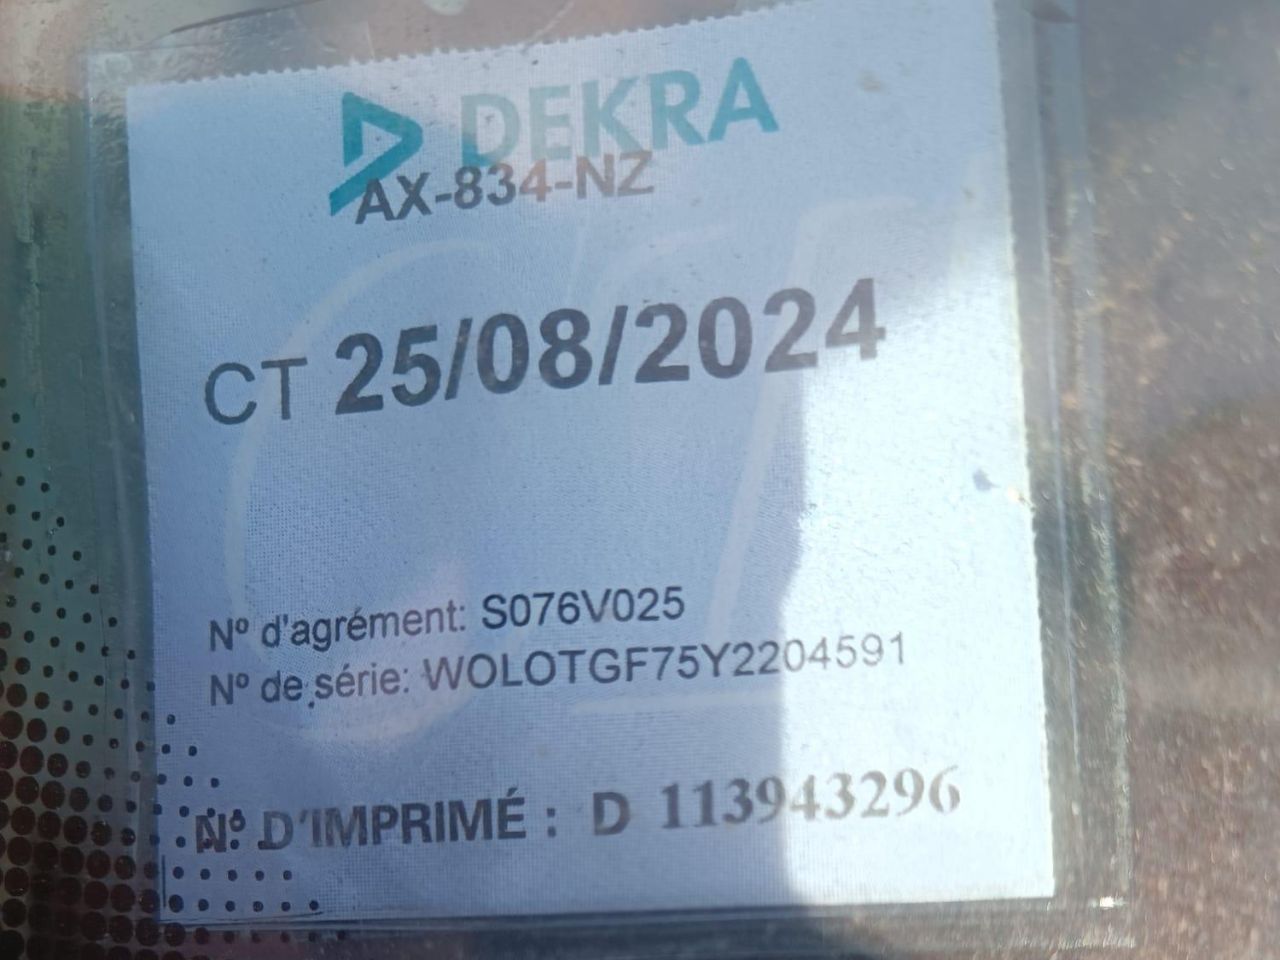 DEKRA
AX-834-NZ
CT 25/08/2024
N° d'agrément: S076V025
N° de série: WOLOTGF75Y2204591
N° D'IMPRIMÉ : D 113943296